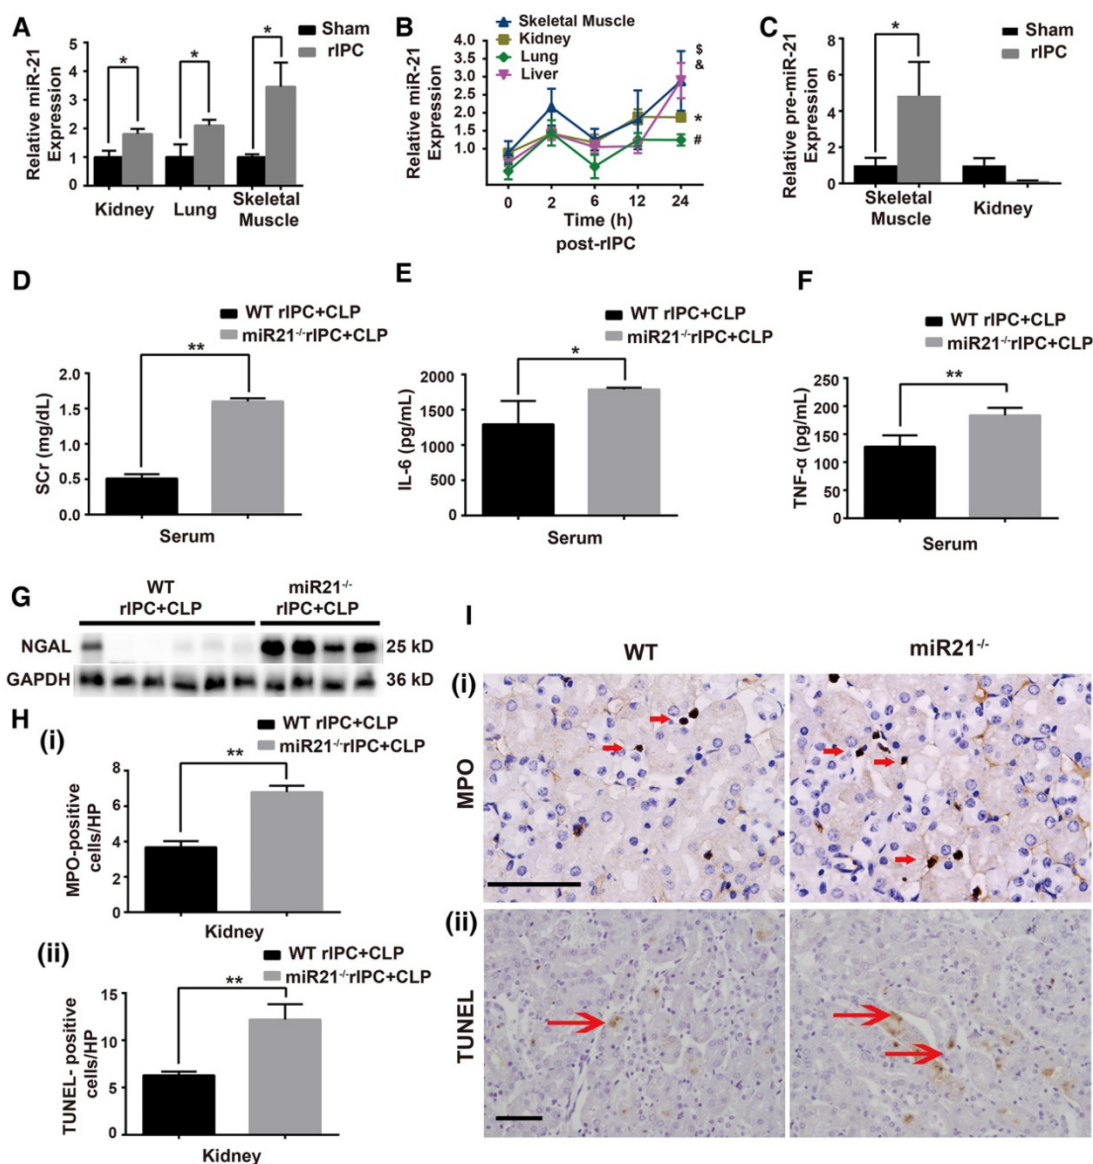 A
Sham
rIPC
Relative miR-21
Expression
5
4
3
2
1
0
*
*
*
Kidney
Lung
Skeletal
Muscle
B
Skeletal Muscle
Kidney
Lung
Liver
Relative miR-21
Expression
4.0
3.5
3.0
2.5
2.0
1.5
1.0
$
&
*
#
0
2
6
12
24
Time (h)
post-rIPC
C
Sham
rIPC
Relative pre-miR-21
Expression
8
6
4
2
0
*
Skeletal
Muscle
Kidney
D
WT rIPC+CLP
miR21-/-rIPC+CLP
**
SCr (mg/dL)
2.0
1.5
1.0
0.5
0.0
Serum
E
WT rIPC+CLP
miR21-/-rIPC+CLP
*
IL-6 (pg/mL)
2000
1500
1000
500
0
Serum
F
WT rIPC+CLP
miR21-/-rIPC+CLP
**
TNF-α (pg/mL)
250
200
150
100
50
0
Serum
G
WT
rIPC+CLP
miR21-/-
rIPC+CLP
NGAL
25 kD
GAPDH
36 kD
H
(i)
WT rIPC+CLP
miR21-/-rIPC+CLP
**
MPO-positive
cells/HP
8
6
4
2
0
Kidney
(ii)
WT rIPC+CLP
miR21-/-rIPC+CLP
**
TUNEL- positive
cells/HP
15
10
5
0
Kidney
I
WT
miR21-/-
(i)
MPO
(ii)
TUNEL